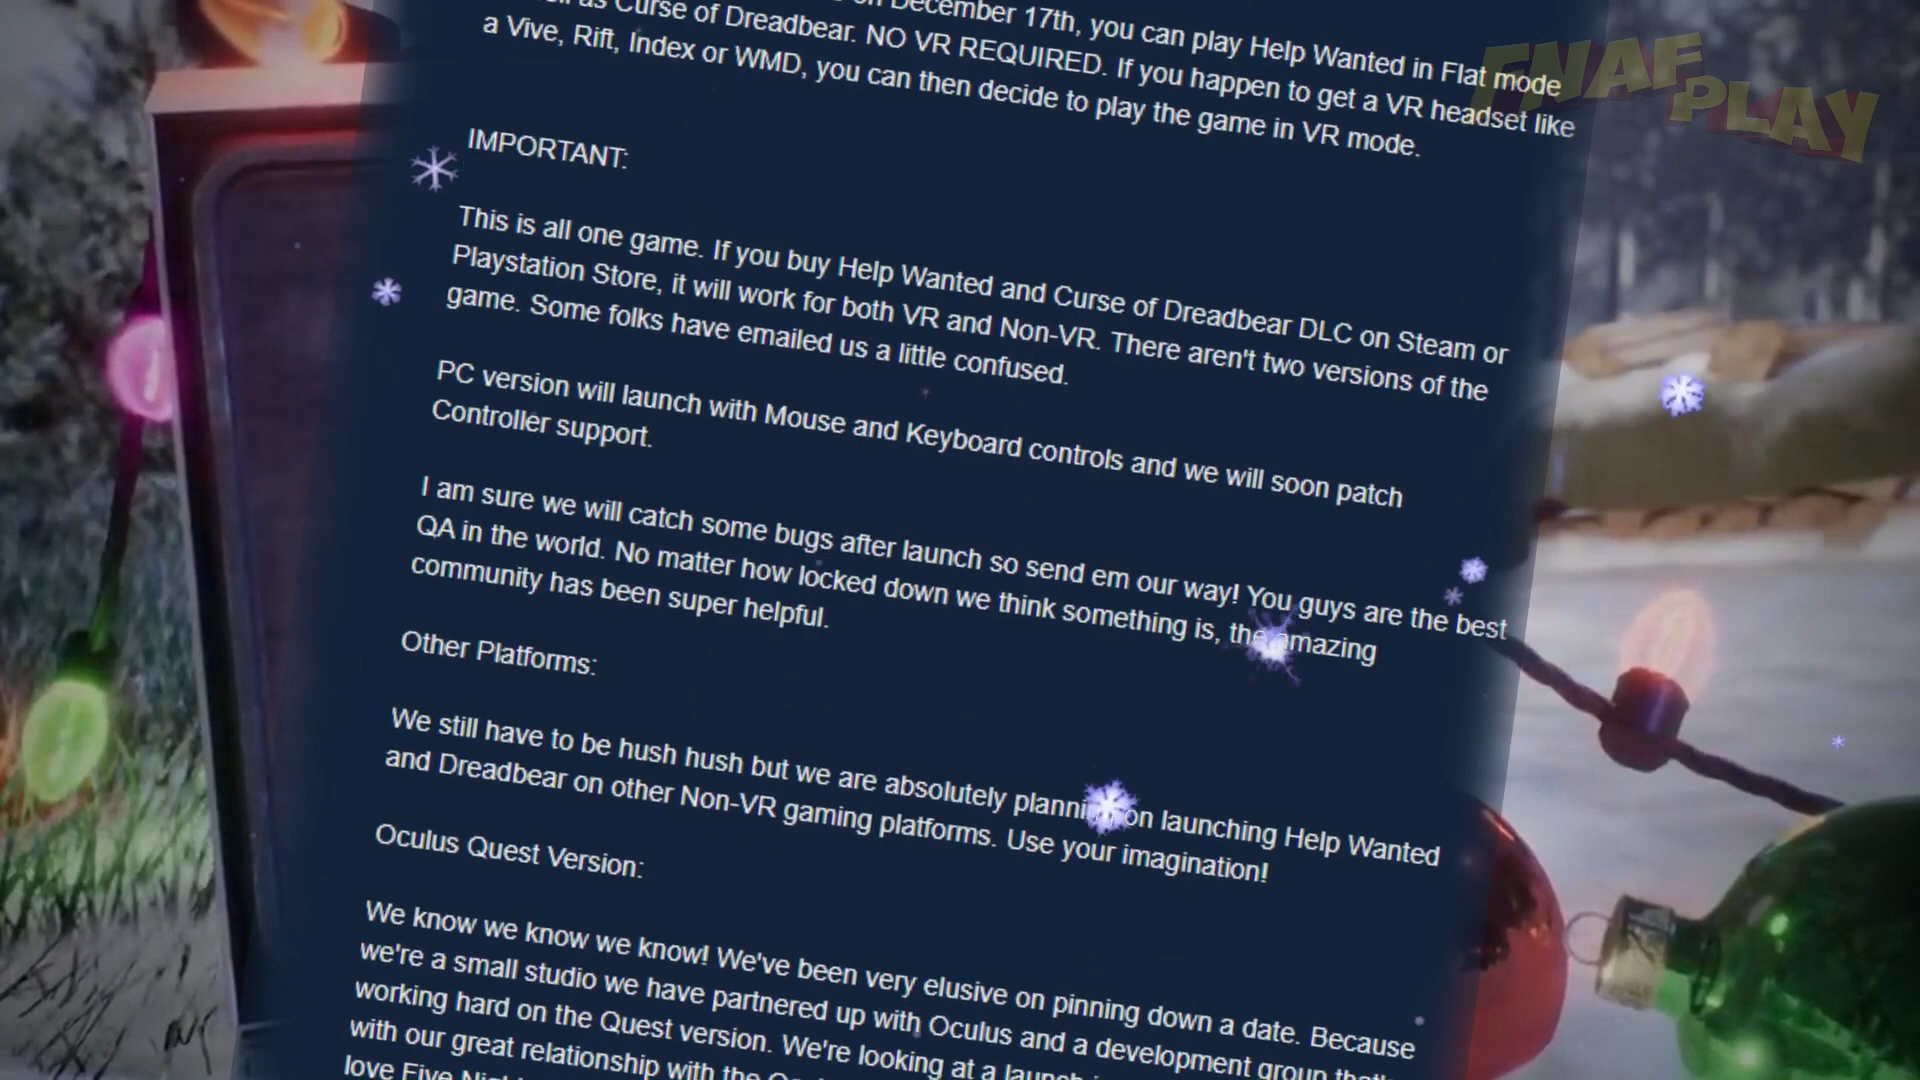 December 17th, you can play Help Wanted in Flat mode
as Curse of Dreadbear. NO VR REQUIRED. If you happen to get a VR headset like
a Vive, Rift, Index or WMD, you can then decide to play the game in VR mode.
FNAF
PLAY
IMPORTANT:
This is all one game. If you buy Help Wanted and Curse of Dreadbear DLC on Steam or
Playstation Store, it will work for both VR and Non-VR. There aren't two versions of the
game. Some folks have emailed us a little confused.
PC version will launch with Mouse and Keyboard controls and we will soon patch
Controller support.
I am sure we will catch some bugs after launch so send em our way! You guys are the best
QA in the world. No matter how locked down we think something is, the amazing
community has been super helpful.
Other Platforms:
We still have to be hush hush but we are absolutely planning on launching Help Wanted
and Dreadbear on other Non-VR gaming platforms. Use your imagination!
Oculus Quest Version:
We know we know we know! We've been very elusive on pinning down a date. Because
we're a small studio we have partnered up with Oculus and a development group that's
working hard on the Quest version. We're looking at a launch
with our great relationship with the
love Five